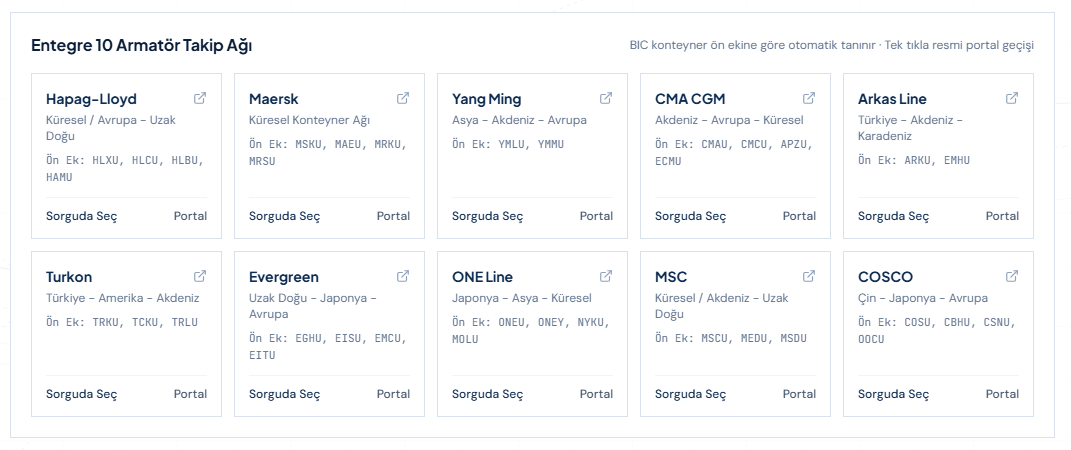 Entegre 10 Armatör Takip Ağı
BIC konteyner ön ekine göre otomatik tanınır · Tek tıkla resmi portal geçişi
Hapag-Lloyd
Küresel / Avrupa - Uzak
Doğu
Ön Ek: HLXU, HLCU, HLBU,
HAMU
Sorguda Seç
Portal
Maersk
Küresel Konteyner Ağı
Ön Ek: MSKU, MAEU, MRKU,
MRSU
Sorguda Seç
Portal
Yang Ming
Asya - Akdeniz - Avrupa
Ön Ek: YMLU, YMMU
Sorguda Seç
Portal
CMA CGM
Akdeniz - Avrupa - Küresel
Ön Ek: CMAU, CMCU, APZU,
ECMU
Sorguda Seç
Portal
Arkas Line
Türkiye - Akdeniz -
Karadeniz
Ön Ek: ARKU, EMHU
Sorguda Seç
Portal
Turkon
Türkiye - Amerika - Akdeniz
Ön Ek: TRKU, TCKU, TRLU
Sorguda Seç
Portal
Evergreen
Uzak Doğu - Japonya -
Avrupa
Ön Ek: EGHU, EISU, EMCU,
EITU
Sorguda Seç
Portal
ONE Line
Japonya - Asya - Küresel
Ön Ek: ONEU, ONEY, NYKU,
MOLU
Sorguda Seç
Portal
MSC
Küresel / Akdeniz - Uzak
Doğu
Ön Ek: MSCU, MEDU, MSDU
Sorguda Seç
Portal
COSCO
Çin - Japonya - Avrupa
Ön Ek: COSU, CBHU, CSNU,
OOCU
Sorguda Seç
Portal